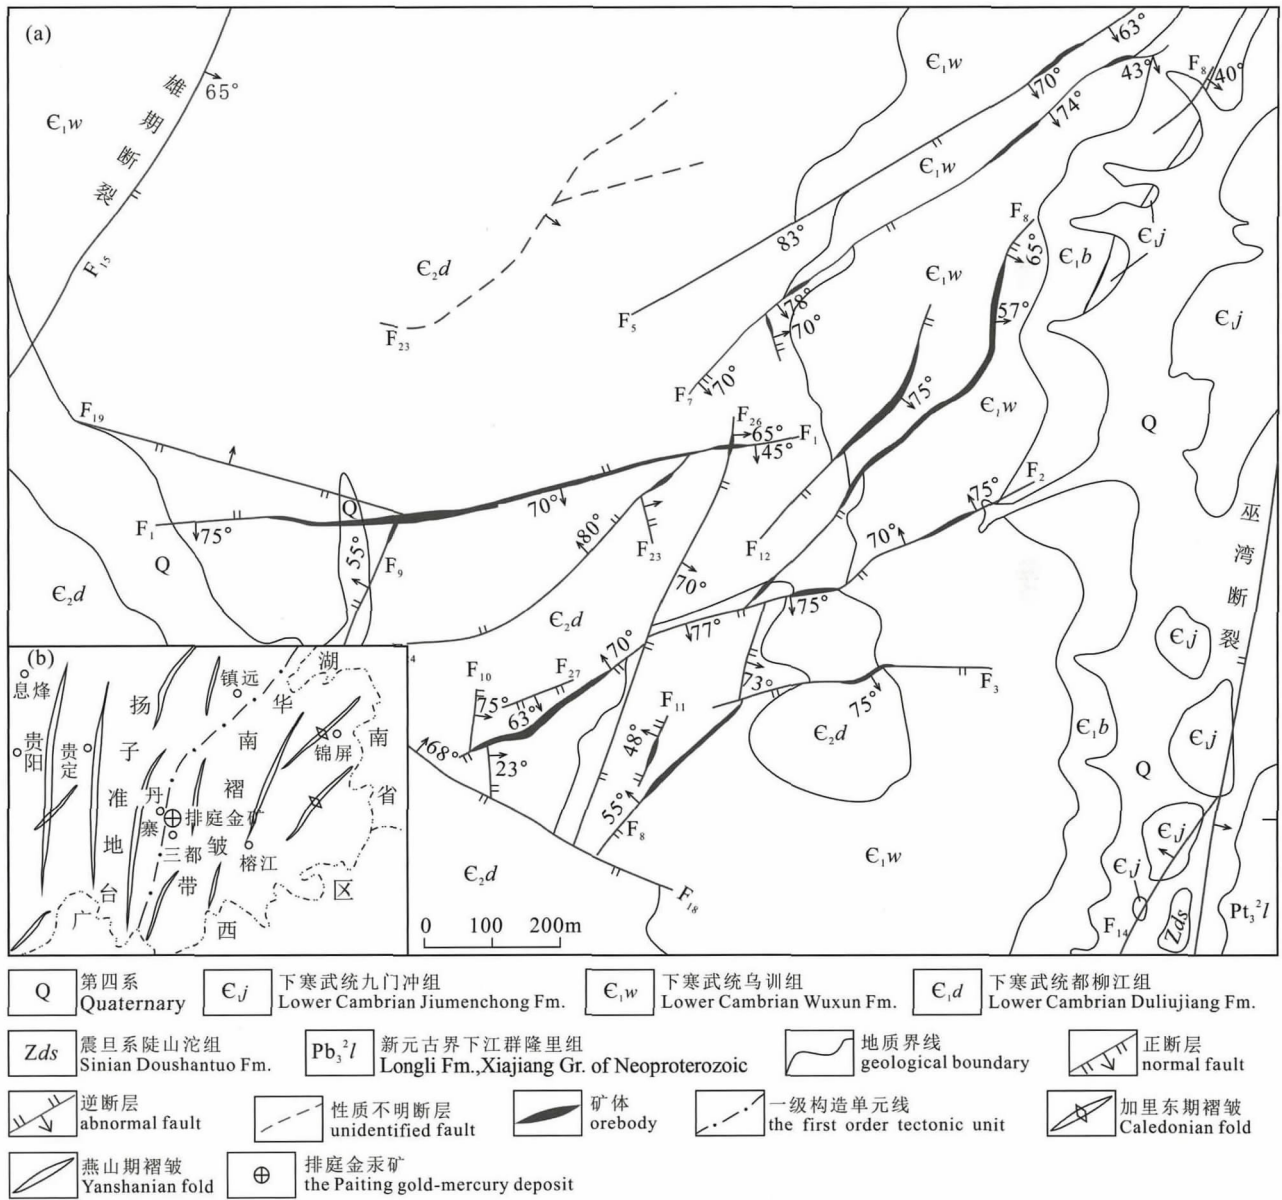 (a)
雄期断裂
65°
Є₁w
F₁₅
Є₂d
F₂₃
Є₁w
63°
70°
43°
74°
F₈
40°
Є₁w
83°
F₅
F₈
65°
Є₁b
Є₁j
Є₁w
57°
78°
70°
F₇
70°
75°
Є₁w
Є₁j
Q
F₁₉
F₂₆
65°
F₁
45°
F₂
75°
F₁
75°
Q
70°
80°
F₂₃
F₁₂
70°
巫湾断裂
Q
55°
F₉
70°
Є₂d
Є₂d
77°
75°
Є₁j
(b)
息烽
贵阳
贵定
镇远
锦屏
丹寨
排庭金矿
三都
榕江
扬子准地台
华南褶皱带
湖南省
广西区
4
F₁₀
F₂₇
70°
75°
63°
68°
23°
F₁₁
48°
55°
F₈
73°
75°
F₃
Є₂d
Є₁b
Є₁j
Q
Є₁j
Є₁j
Є₁w
Є₂d
F₁₈
F₁₄
Zds
Pt₃²l
0 100 200m
Q 第四系 Quaternary
Є₁j 下寒武统九门冲组 Lower Cambrian Jiumenchong Fm.
Є₁w 下寒武统乌训组 Lower Cambrian Wuxun Fm.
Є₁d 下寒武统都柳江组 Lower Cambrian Duliujiang Fm.
Zds 震旦系陡山沱组 Sinian Doushantuo Fm.
Pb₃²l 新元古界下江群隆里组 Longli Fm.,Xiajiang Gr. of Neoproterozoic
地质界线 geological boundary
正断层 normal fault
逆断层 abnormal fault
性质不明断层 unidentified fault
矿体 orebody
一级构造单元线 the first order tectonic unit
加里东期褶皱 Caledonian fold
燕山期褶皱 Yanshanian fold
排庭金汞矿 the Paiting gold-mercury deposit